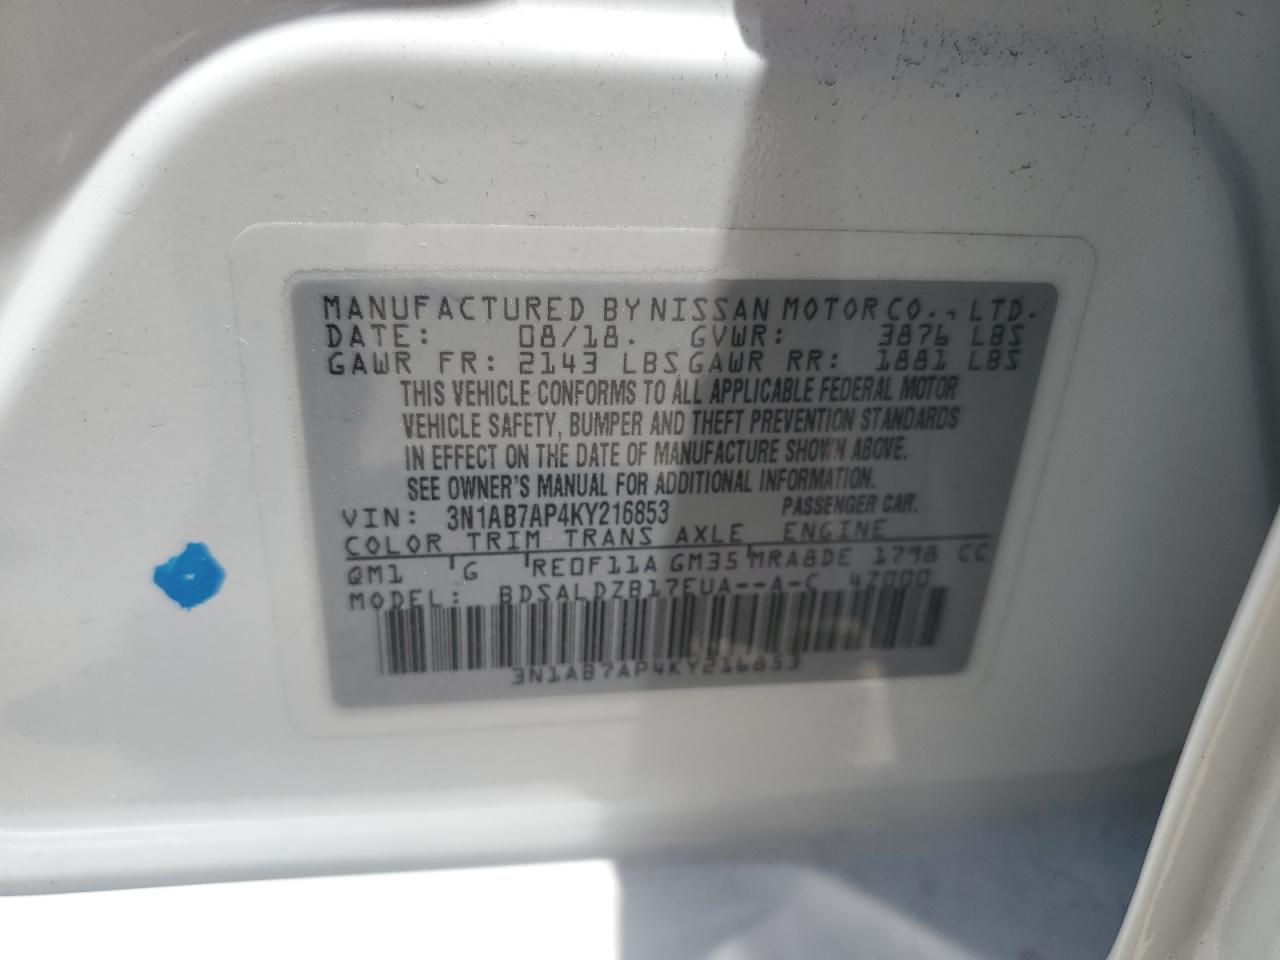 MANUFACTURED BY NISSAN MOTOR CO., LTD.
DATE: 08/18. GVWR: 3876 LBS
GAWR FR: 2143 LBS GAWR RR: 1881 LBS
THIS VEHICLE CONFORMS TO ALL APPLICABLE FEDERAL MOTOR
VEHICLE SAFETY, BUMPER AND THEFT PREVENTION STANDARDS
IN EFFECT ON THE DATE OF MANUFACTURE SHOWN ABOVE.
SEE OWNER'S MANUAL FOR ADDITIONAL INFORMATION.
VIN: 3N1AB7AP4KY216853 PASSENGER CAR.
COLOR TRIM TRANS AXLE ENGINE
QM1 G RE0F11A GM35 MRA8DE 1798 CC
MODEL: BDSALDZB17EUA--A-C 4Z000
3N1AB7AP4KY216853